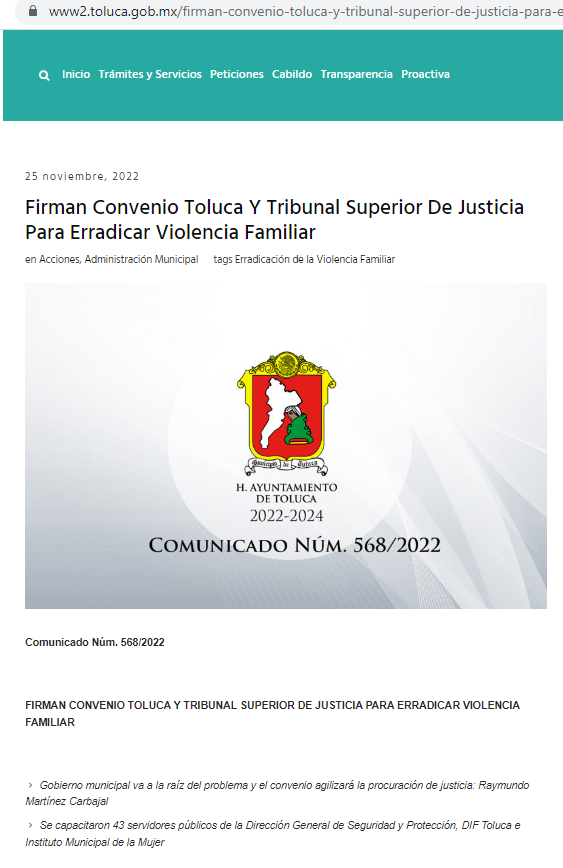 www2.toluca.gob.mx/firman-convenio-toluca-y-tribunal-superior-de-justicia-para-e
Inicio Trámites y Servicios Peticiones Cabildo Transparencia Proactiva
25 noviembre, 2022
Firman Convenio Toluca Y Tribunal Superior De Justicia
Para Erradicar Violencia Familiar
en Acciones, Administración Municipal tags Erradicación de la Violencia Familiar
Municipio de Toluca
H. AYUNTAMIENTO
DE TOLUCA
2022-2024
COMUNICADO NÚM. 568/2022
Comunicado Núm. 568/2022
FIRMAN CONVENIO TOLUCA Y TRIBUNAL SUPERIOR DE JUSTICIA PARA ERRADICAR VIOLENCIA
FAMILIAR
› Gobierno municipal va a la raíz del problema y el convenio agilizará la procuración de justicia: Raymundo
Martínez Carbajal
› Se capacitaron 43 servidores públicos de la Dirección General de Seguridad y Protección, DIF Toluca e
Instituto Municipal de la Mujer